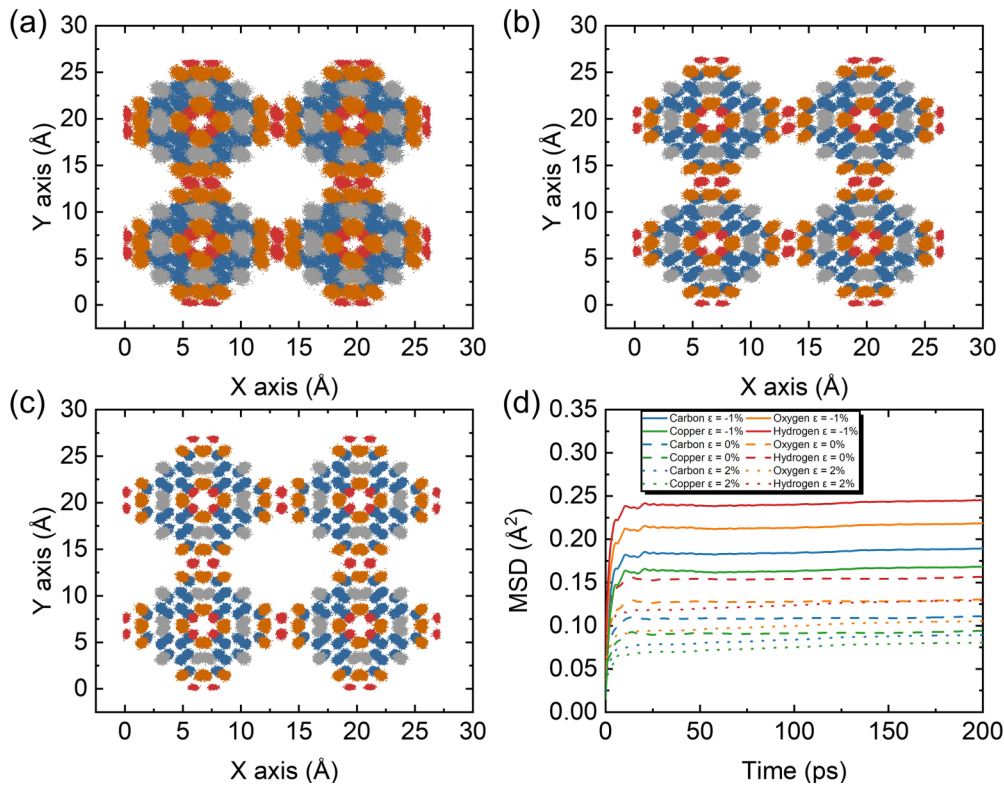 (a)
30
25
20
15
10
5
0
Y axis (Å)
0 5 10 15 20 25 30
X axis (Å)
(b)
30
25
20
15
10
5
0
Y axis (Å)
0 5 10 15 20 25 30
X axis (Å)
(c)
30
25
20
15
10
5
0
Y axis (Å)
0 5 10 15 20 25 30
X axis (Å)
(d)
0.35
0.30
0.25
0.20
0.15
0.10
0.05
0.00
MSD (Å²)
Carbon ε = -1% Oxygen ε = -1%
Copper ε = -1% Hydrogen ε = -1%
Carbon ε = 0% Oxygen ε = 0%
Copper ε = 0% Hydrogen ε = 0%
Carbon ε = 2% Oxygen ε = 2%
Copper ε = 2% Hydrogen ε = 2%
0 50 100 150 200
Time (ps)